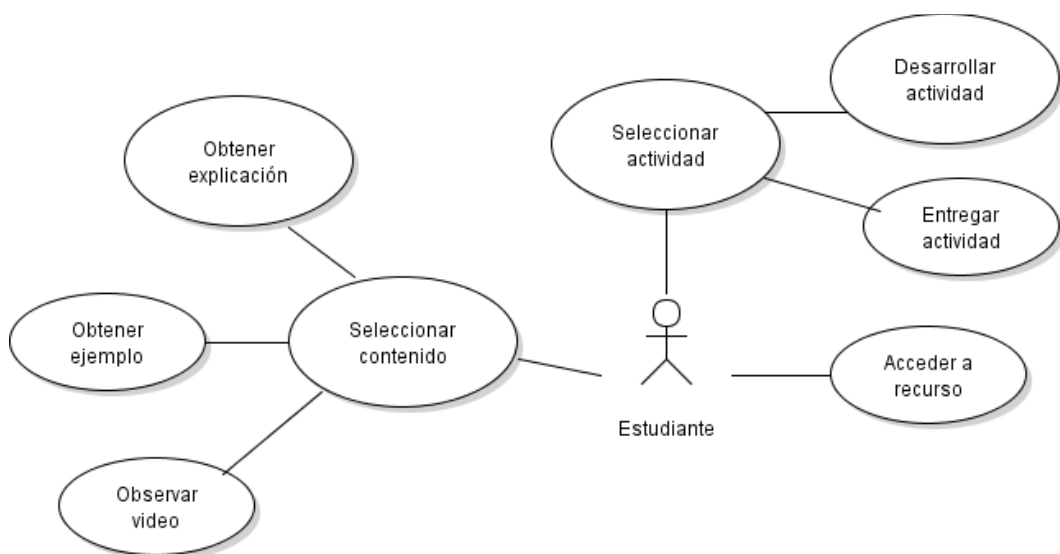 Desarrollar
actividad
Seleccionar
actividad
Obtener
explicación
Entregar
actividad
Obtener
ejemplo
Seleccionar
contenido
Acceder a
recurso
Estudiante
Observar
video